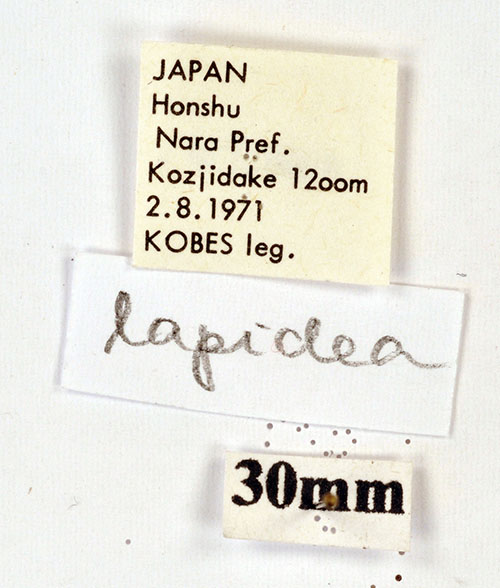 JAPAN
Honshu
Nara Pref.
Kozjidake 12oom
2.8.1971
KOBES leg.
lapidea
30mm